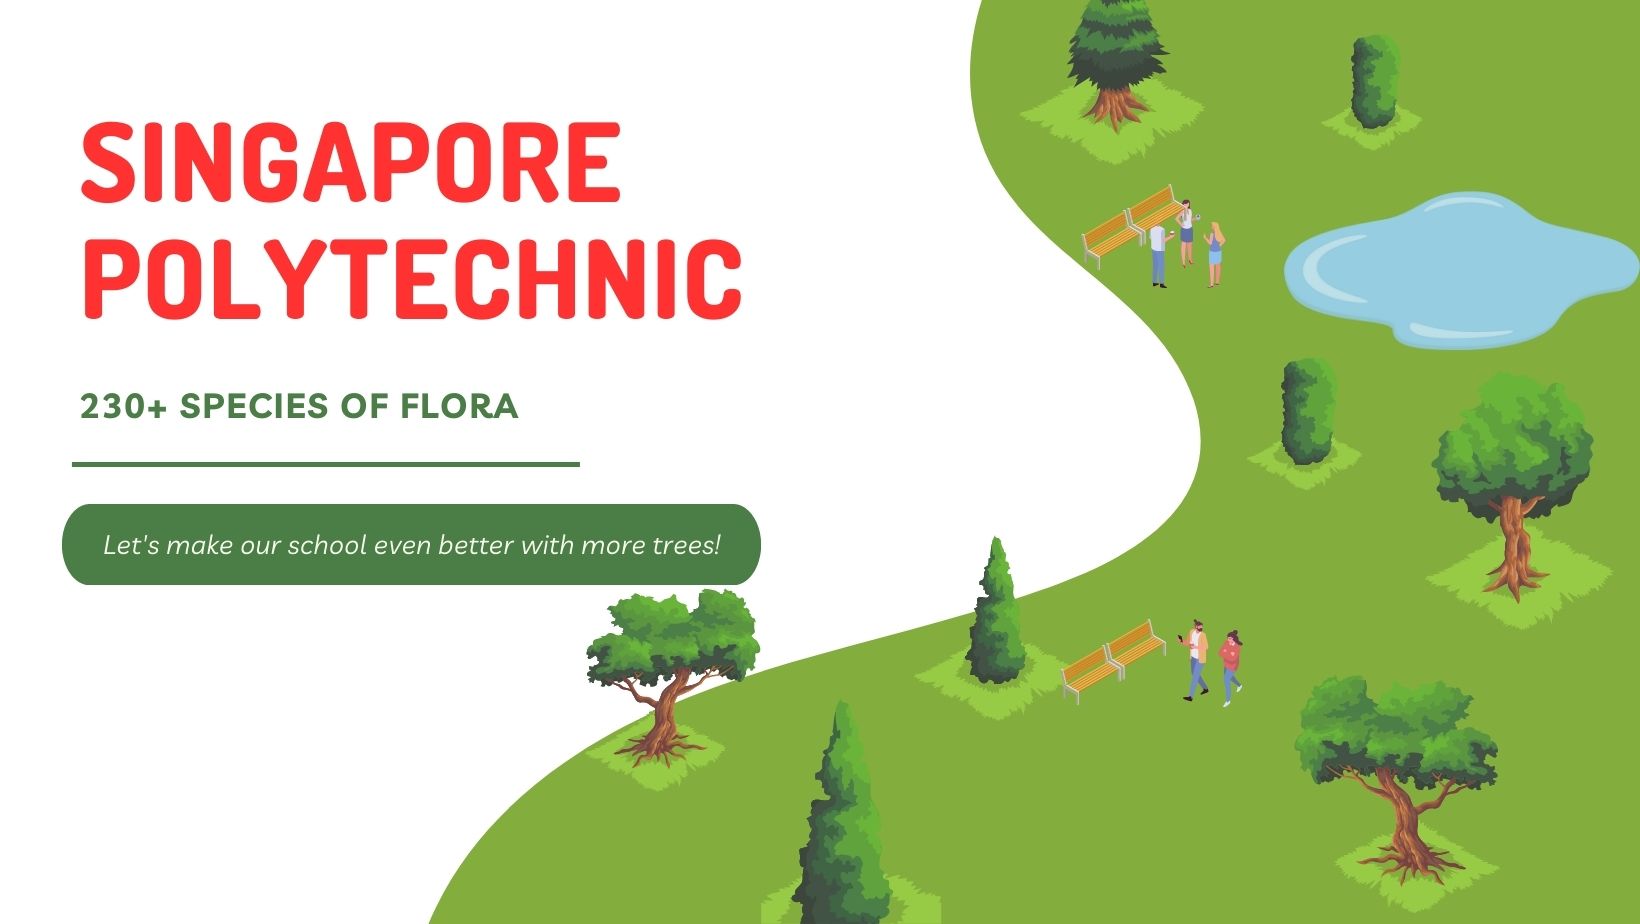 SINGAPORE
POLYTECHNIC
230+ SPECIES OF FLORA
Let's make our school even better with more trees!